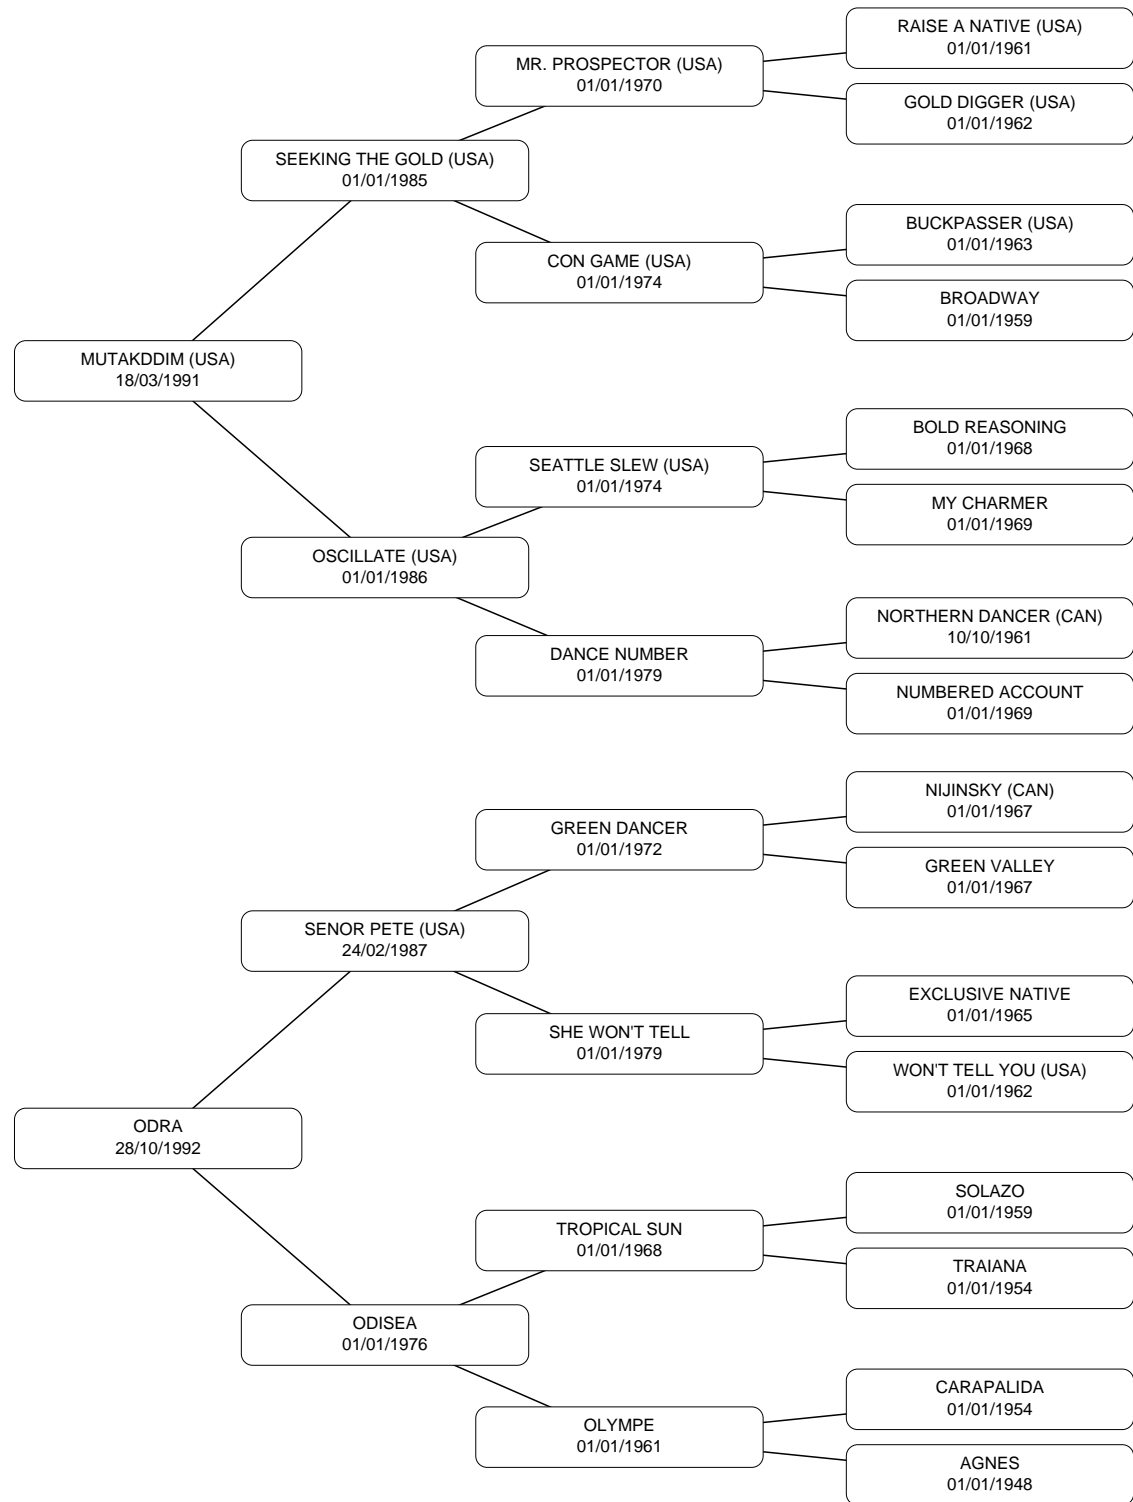 RAISE A NATIVE (USA)
01/01/1961
MR. PROSPECTOR (USA)
01/01/1970
GOLD DIGGER (USA)
01/01/1962
SEEKING THE GOLD (USA)
01/01/1985
BUCKPASSER (USA)
01/01/1963
CON GAME (USA)
01/01/1974
BROADWAY
01/01/1959
MUTAKDDIM (USA)
18/03/1991
BOLD REASONING
01/01/1968
SEATTLE SLEW (USA)
01/01/1974
MY CHARMER
01/01/1969
OSCILLATE (USA)
01/01/1986
NORTHERN DANCER (CAN)
10/10/1961
DANCE NUMBER
01/01/1979
NUMBERED ACCOUNT
01/01/1969
NIJINSKY (CAN)
01/01/1967
GREEN DANCER
01/01/1972
GREEN VALLEY
01/01/1967
SENOR PETE (USA)
24/02/1987
EXCLUSIVE NATIVE
01/01/1965
SHE WON'T TELL
01/01/1979
WON'T TELL YOU (USA)
01/01/1962
ODRA
28/10/1992
SOLAZO
01/01/1959
TROPICAL SUN
01/01/1968
TRAIANA
01/01/1954
ODISEA
01/01/1976
CARAPALIDA
01/01/1954
OLYMPE
01/01/1961
AGNES
01/01/1948